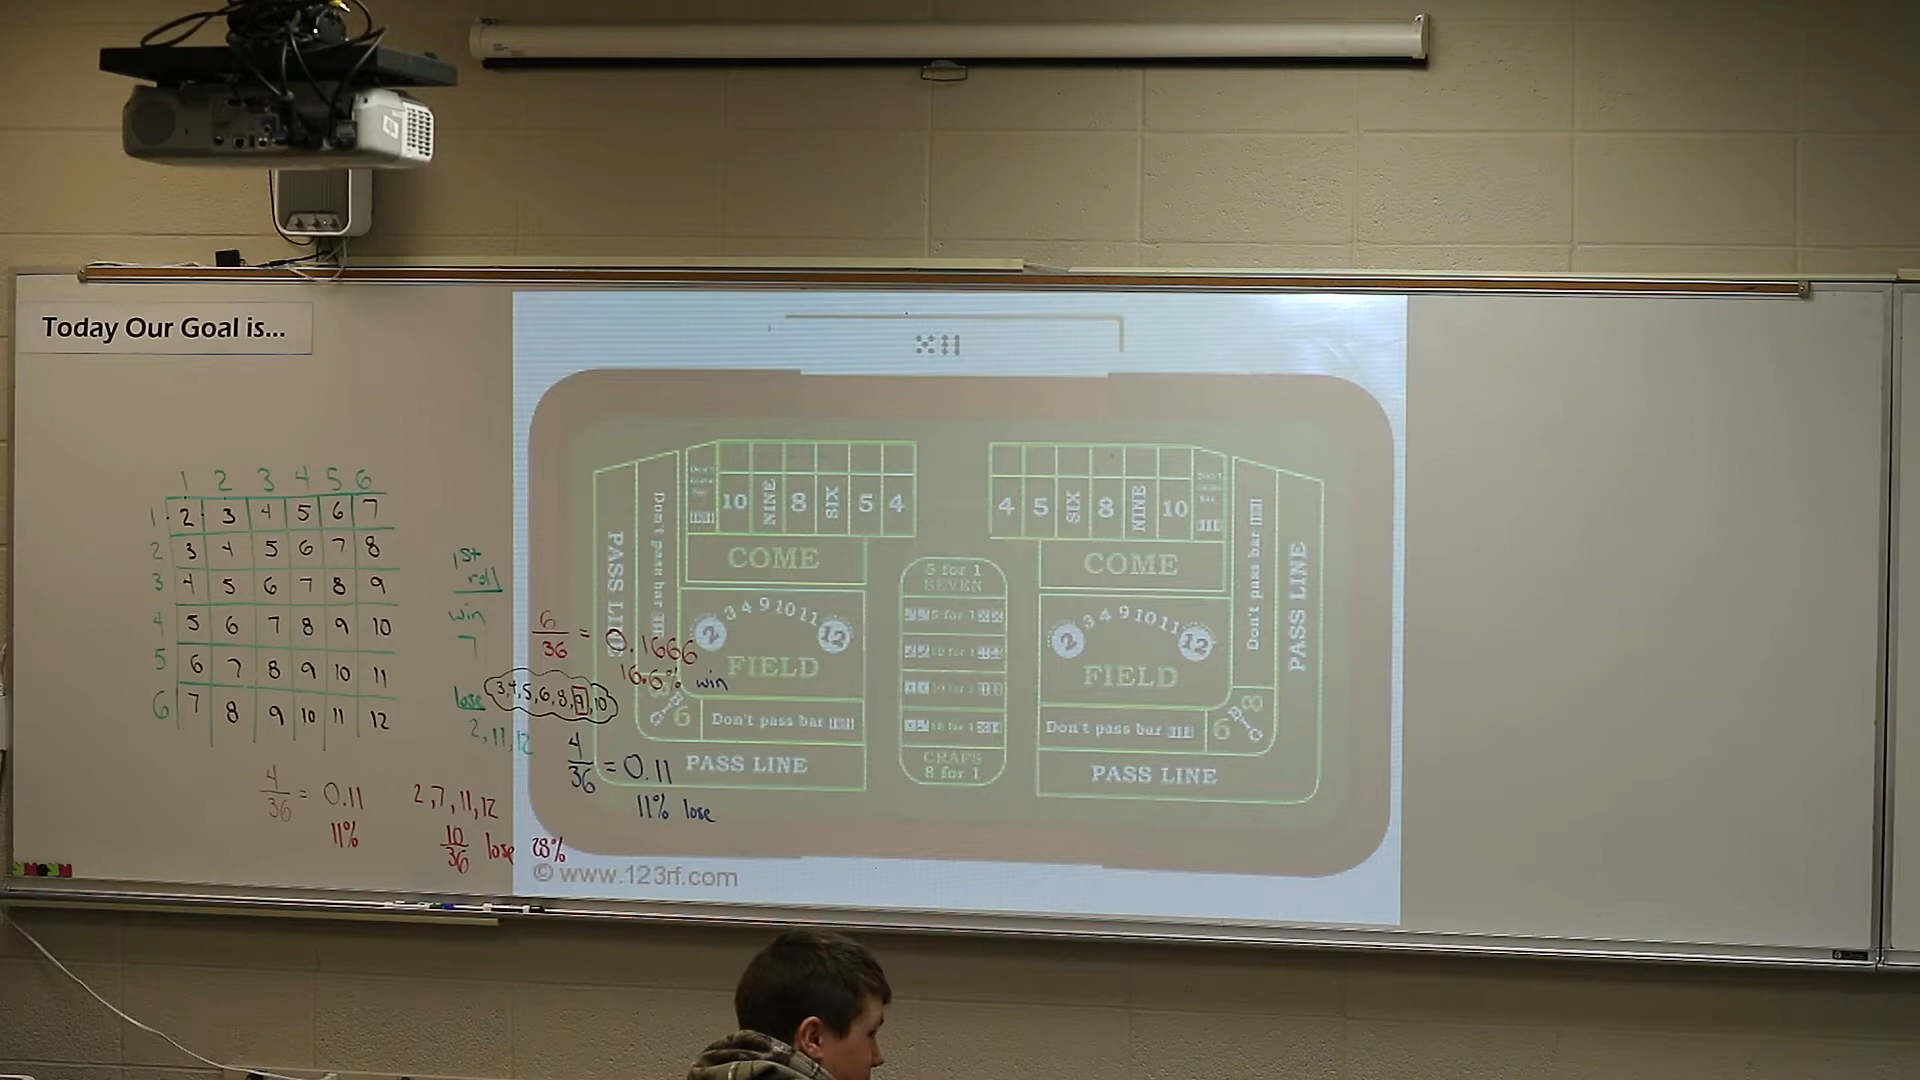 Today Our Goal is...
1 2 3 4 5 6
1 2 3 4 5 6 7
2 3 4 5 6 7 8
3 4 5 6 7 8 9
4 5 6 7 8 9 10
5 6 7 8 9 10 11
6 7 8 9 10 11 12
4/36 = 0.11
11%
1st
roll
win
7
lose
2, 11, 12
3,4,5,6,8,9,10
2,7,11,12
10/36 lose 28%
6/36 = 0.1666
16.6% win
4/36 = 0.11
11% lose
10 NINE 8 SIX 5 4
COME
2 3 4 9 10 11 12
FIELD
Don't pass bar
PASS LINE
PASS LINE
Don't pass bar
6
5 for 1
SEVEN
CRAPS
8 for 1
4 5 SIX 8 NINE 10
COME
2 3 4 9 10 11 12
FIELD
Don't pass bar
PASS LINE
Don't pass bar
PASS LINE
6 8
© www.123rf.com